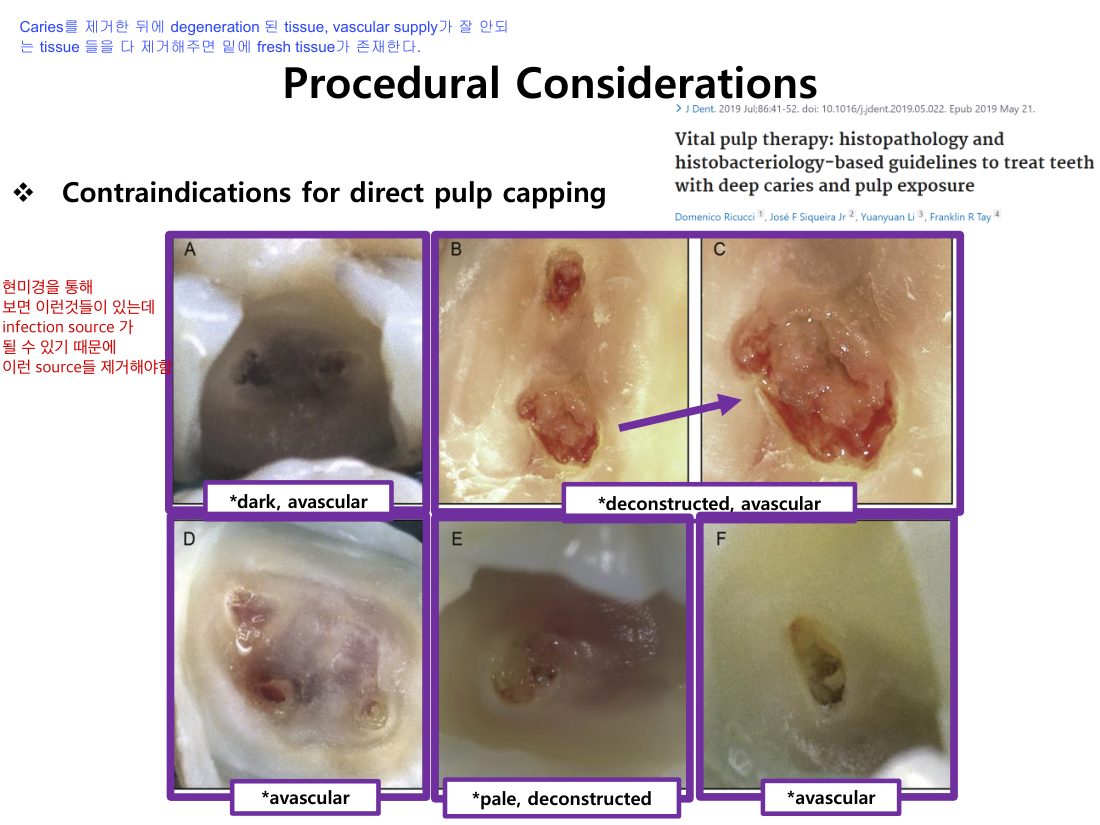 Caries를 제거한 뒤에 degeneration 된 tissue, vascular supply가 잘 안되
는 tissue 들을 다 제거해주면 밑에 fresh tissue가 존재한다.
Procedural Considerations
> J Dent. 2019 Jul;86:41-52. doi: 10.1016/j.jdent.2019.05.022. Epub 2019 May 21.
Vital pulp therapy: histopathology and
histobacteriology-based guidelines to treat teeth
with deep caries and pulp exposure
Domenico Ricucci 1, José F Siqueira Jr 2, Yuanyuan Li 3, Franklin R Tay 4
❖ Contraindications for direct pulp capping
현미경을 통해
보면 이런것들이 있는데
infection source 가
될 수 있기 때문에
이런 source들 제거해야함
A
B
C
*dark, avascular
*deconstructed, avascular
D
E
F
*avascular
*pale, deconstructed
*avascular